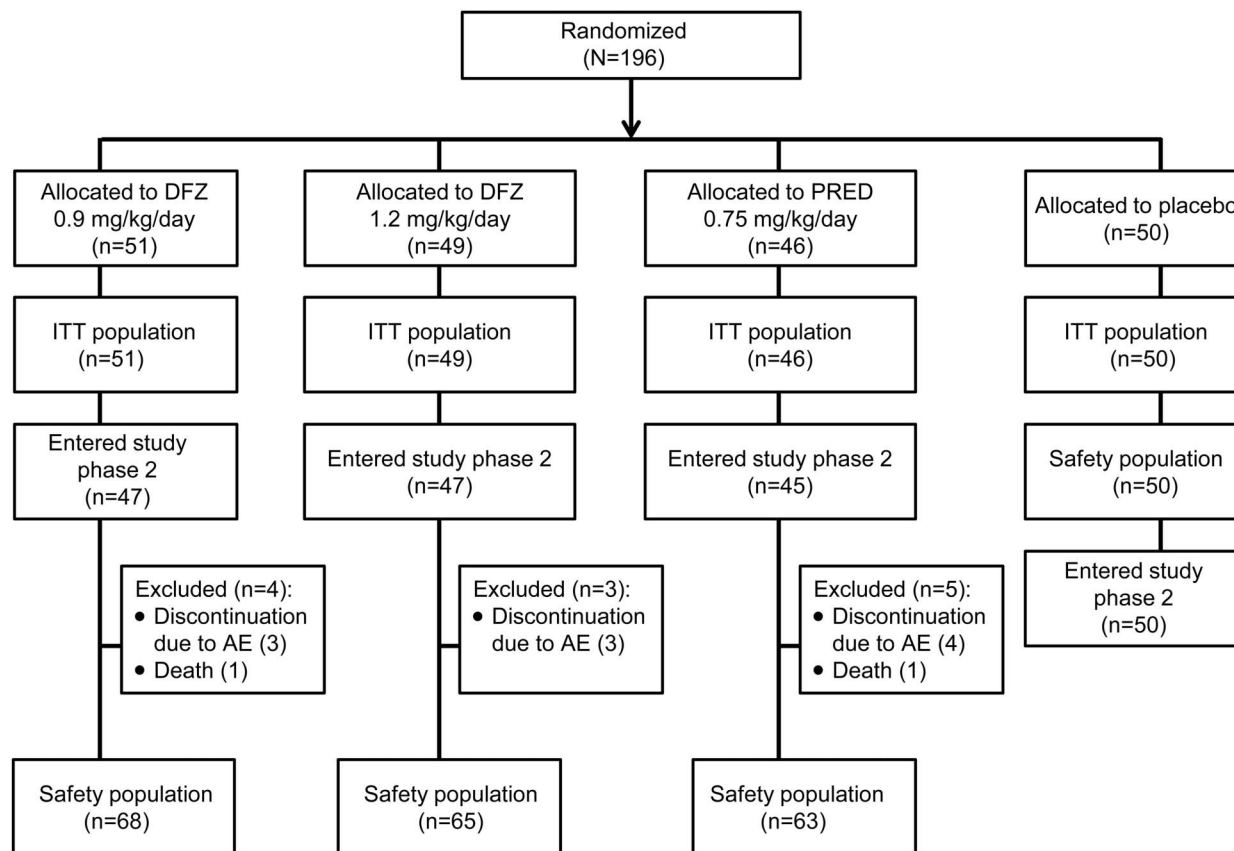 Randomized
(N=196)
Allocated to DFZ
0.9 mg/kg/day
(n=51)
Allocated to DFZ
1.2 mg/kg/day
(n=49)
Allocated to PRED
0.75 mg/kg/day
(n=46)
Allocated to placebo
(n=50)
ITT population
(n=51)
ITT population
(n=49)
ITT population
(n=46)
ITT population
(n=50)
Entered study
phase 2
(n=47)
Entered study phase 2
(n=47)
Entered study phase 2
(n=45)
Safety population
(n=50)
Excluded (n=4):
• Discontinuation
due to AE (3)
• Death (1)
Excluded (n=3):
• Discontinuation
due to AE (3)
Excluded (n=5):
• Discontinuation
due to AE (4)
• Death (1)
Entered study
phase 2
(n=50)
Safety population
(n=68)
Safety population
(n=65)
Safety population
(n=63)